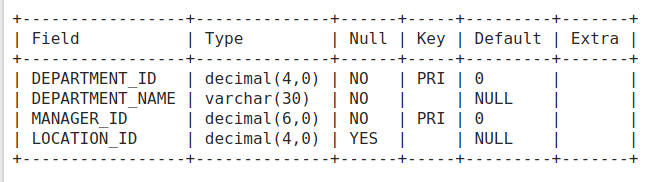 +-----------------+--------------+------+-----+---------+-------+
| Field           | Type         | Null | Key | Default | Extra |
+-----------------+--------------+------+-----+---------+-------+
| DEPARTMENT_ID   | decimal(4,0) | NO   | PRI | 0       |       |
| DEPARTMENT_NAME | varchar(30)  | NO   |     | NULL    |       |
| MANAGER_ID      | decimal(6,0) | NO   | PRI | 0       |       |
| LOCATION_ID     | decimal(4,0) | YES  |     | NULL    |       |
+-----------------+--------------+------+-----+---------+-------+